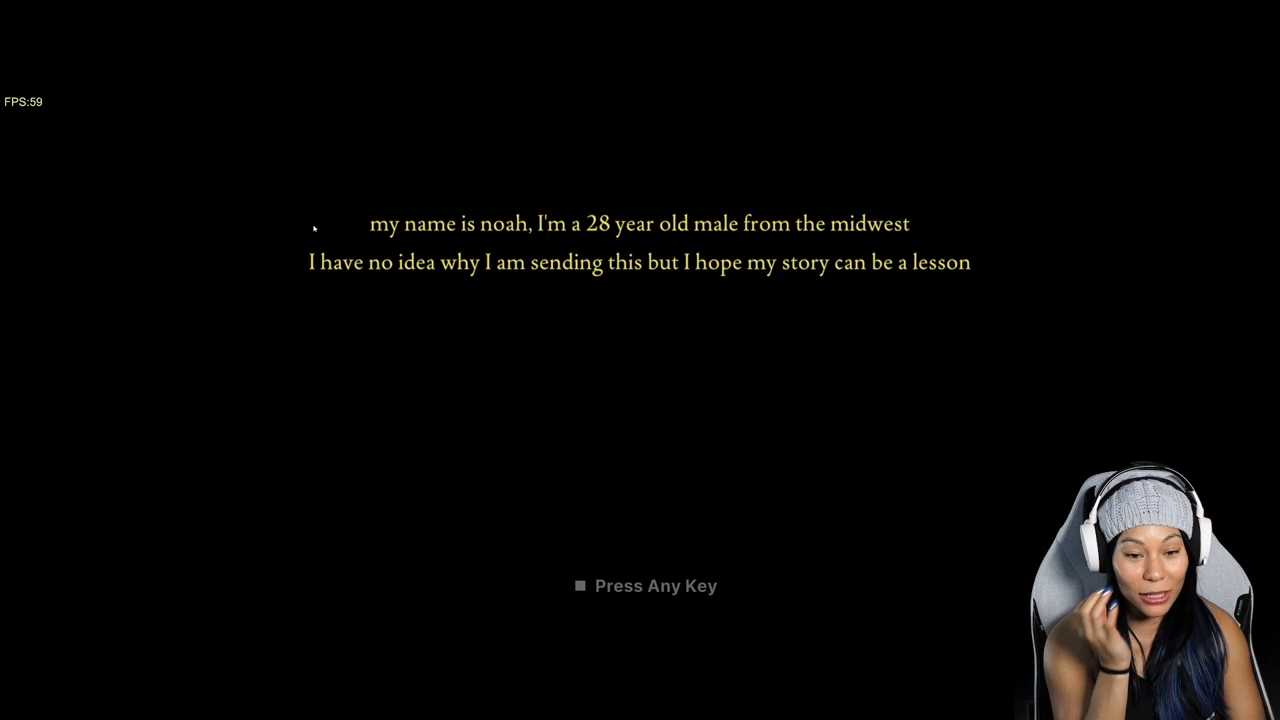 FPS:59
my name is noah, I'm a 28 year old male from the midwest
I have no idea why I am sending this but I hope my story can be a lesson
Press Any Key